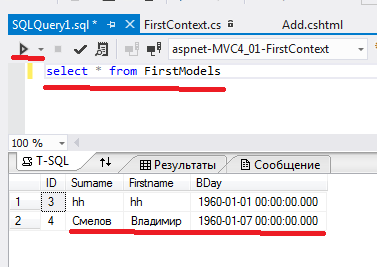 SQLQuery1.sql * FirstContext.cs Add.cshtml
aspnet-MVC4_01-FirstContext
select * from FirstModels
100 %
T-SQL Результаты Сообщение
ID Surname Firstname BDay
1 3 hh hh 1960-01-01 00:00:00.000
2 4 Смелов Владимир 1960-01-07 00:00:00.000